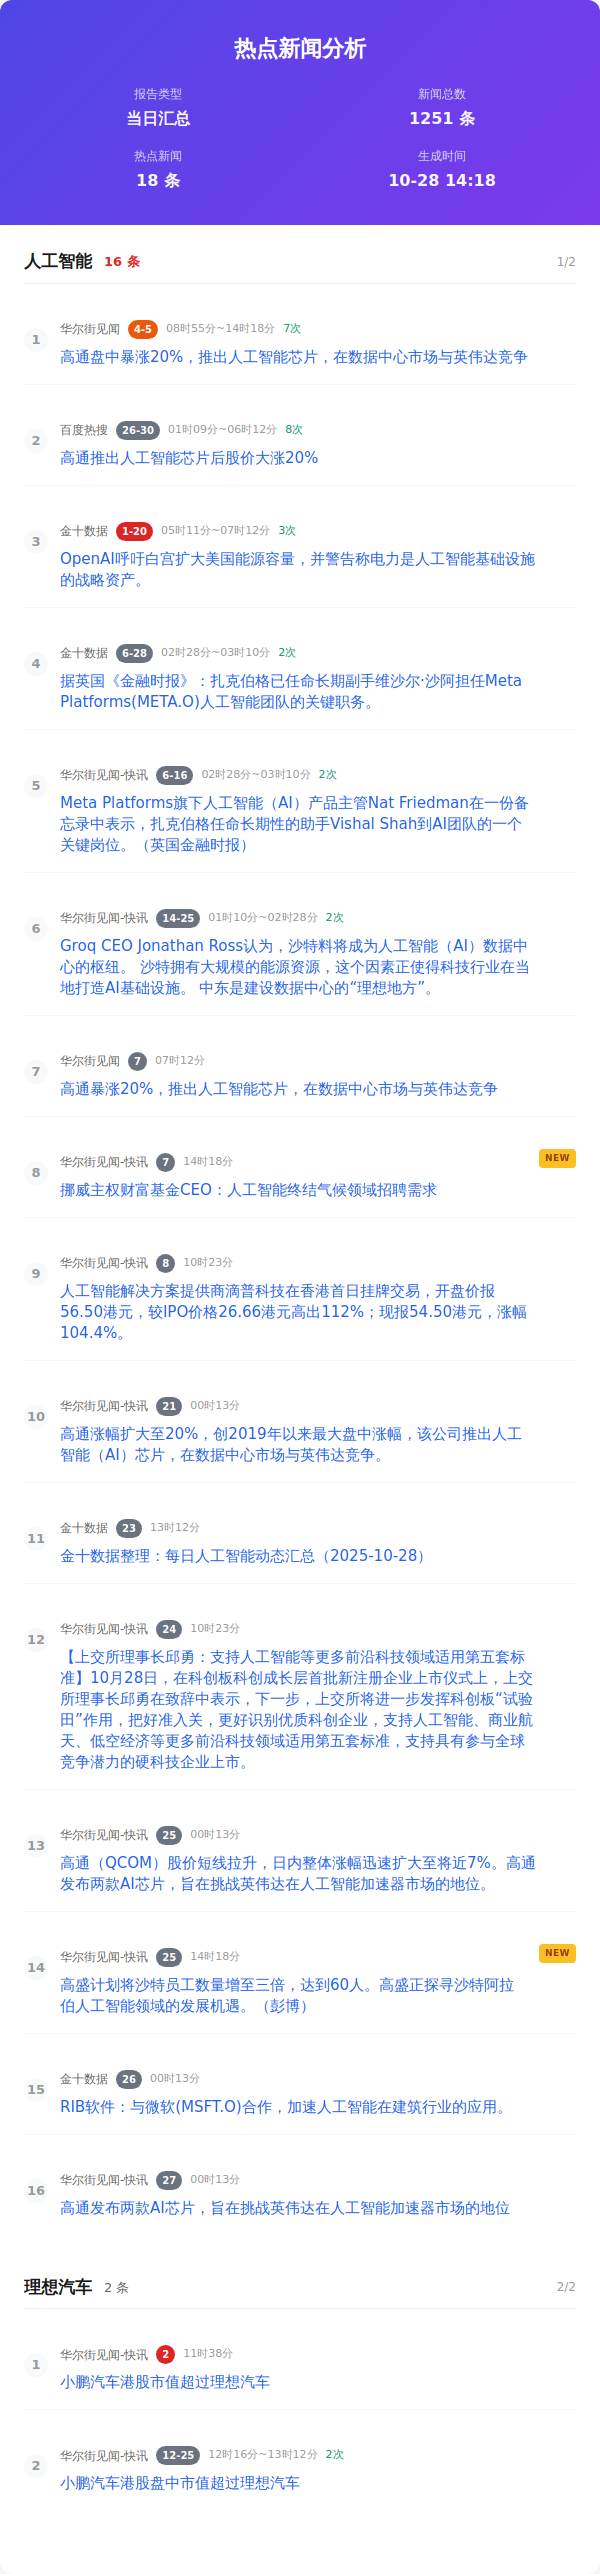 热点新闻分析
报告类型
新闻总数
当日汇总
1251 条
热点新闻
生成时间
18 条
10-28 14:18
人工智能 16 条 1/2
1
华尔街见闻 4-5 08时55分~14时18分 7次
高通盘中暴涨20%，推出人工智能芯片，在数据中心市场与英伟达竞争
2
百度热搜 26-30 01时09分~06时12分 8次
高通推出人工智能芯片后股价大涨20%
3
金十数据 1-20 05时11分~07时12分 3次
OpenAI呼吁白宫扩大美国能源容量，并警告称电力是人工智能基础设施
的战略资产。
4
金十数据 6-28 02时28分~03时10分 2次
据英国《金融时报》：扎克伯格已任命长期副手维沙尔·沙阿担任Meta
Platforms(META.O)人工智能团队的关键职务。
5
华尔街见闻-快讯 6-16 02时28分~03时10分 2次
Meta Platforms旗下人工智能（AI）产品主管Nat Friedman在一份备
忘录中表示，扎克伯格任命长期性的助手Vishal Shah到AI团队的一个
关键岗位。（英国金融时报）
6
华尔街见闻-快讯 14-25 01时10分~02时28分 2次
Groq CEO Jonathan Ross认为，沙特料将成为人工智能（AI）数据中
心的枢纽。 沙特拥有大规模的能源资源，这个因素正使得科技行业在当
地打造AI基础设施。 中东是建设数据中心的“理想地方”。
7
华尔街见闻 7 07时12分
高通暴涨20%，推出人工智能芯片，在数据中心市场与英伟达竞争
8
华尔街见闻-快讯 7 14时18分 NEW
挪威主权财富基金CEO：人工智能终结气候领域招聘需求
9
华尔街见闻-快讯 8 10时23分
人工智能解决方案提供商滴普科技在香港首日挂牌交易，开盘价报
56.50港元，较IPO价格26.66港元高出112%；现报54.50港元，涨幅
104.4%。
10
华尔街见闻-快讯 21 00时13分
高通涨幅扩大至20%，创2019年以来最大盘中涨幅，该公司推出人工
智能（AI）芯片，在数据中心市场与英伟达竞争。
11
金十数据 23 13时12分
金十数据整理：每日人工智能动态汇总（2025-10-28）
12
华尔街见闻-快讯 24 10时23分
【上交所理事长邱勇：支持人工智能等更多前沿科技领域适用第五套标
准】10月28日，在科创板科创成长层首批新注册企业上市仪式上，上交
所理事长邱勇在致辞中表示，下一步，上交所将进一步发挥科创板“试验
田”作用，把好准入关，更好识别优质科创企业，支持人工智能、商业航
天、低空经济等更多前沿科技领域适用第五套标准，支持具有参与全球
竞争潜力的硬科技企业上市。
13
华尔街见闻-快讯 25 00时13分
高通（QCOM）股价短线拉升，日内整体涨幅迅速扩大至将近7%。高通
发布两款AI芯片，旨在挑战英伟达在人工智能加速器市场的地位。
14
华尔街见闻-快讯 25 14时18分 NEW
高盛计划将沙特员工数量增至三倍，达到60人。高盛正探寻沙特阿拉
伯人工智能领域的发展机遇。（彭博）
15
金十数据 26 00时13分
RIB软件：与微软(MSFT.O)合作，加速人工智能在建筑行业的应用。
16
华尔街见闻-快讯 27 00时13分
高通发布两款AI芯片，旨在挑战英伟达在人工智能加速器市场的地位
理想汽车 2 条 2/2
1
华尔街见闻-快讯 2 11时38分
小鹏汽车港股市值超过理想汽车
2
华尔街见闻-快讯 12-25 12时16分~13时12分 2次
小鹏汽车港股盘中市值超过理想汽车